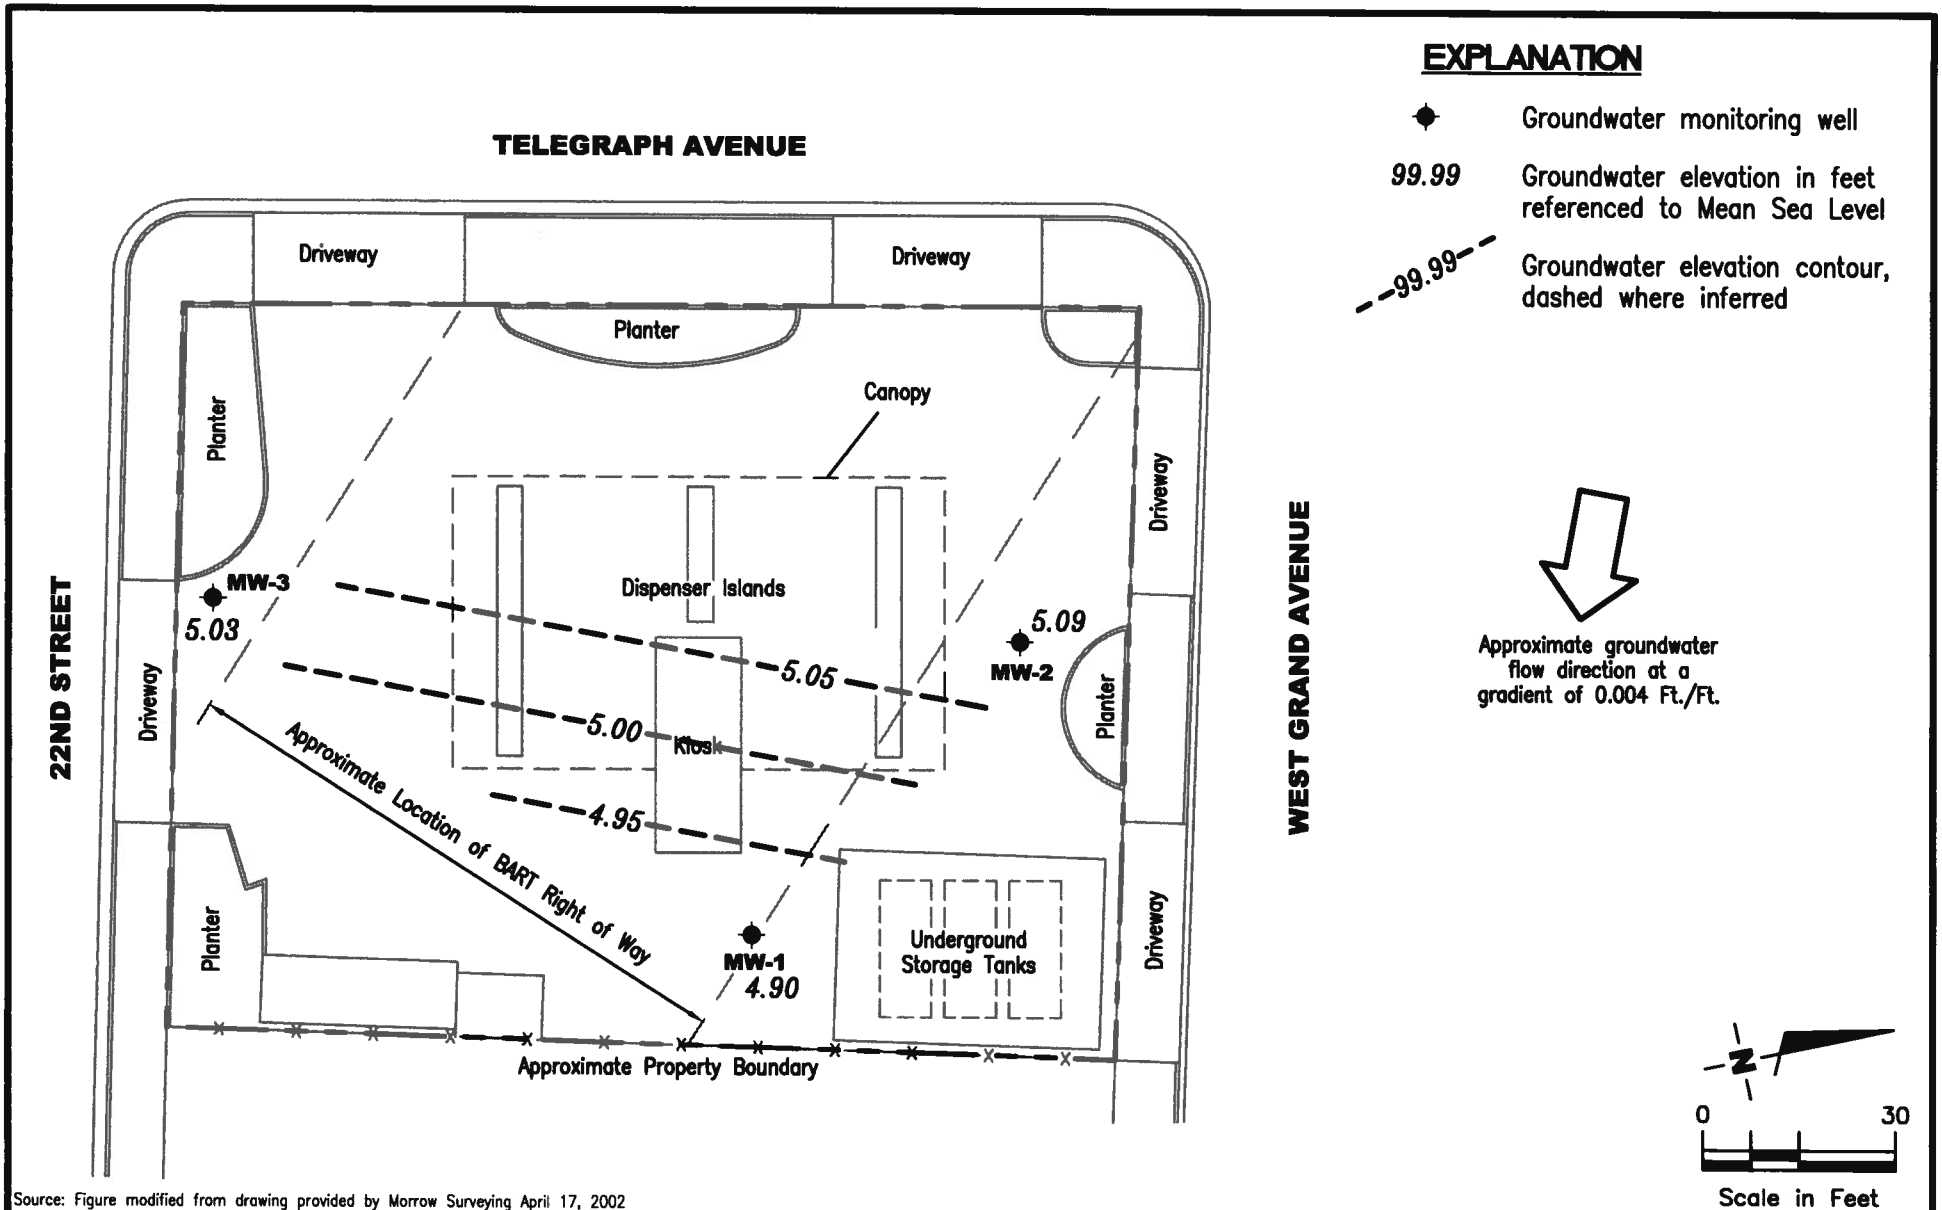 EXPLANATION
Groundwater monitoring well
99.99
Groundwater elevation in feet
referenced to Mean Sea Level
99.99
Groundwater elevation contour,
dashed where inferred
TELEGRAPH AVENUE
Driveway
Driveway
Planter
Planter
Canopy
Driveway
Dispenser Islands
MW-3
5.03
5.09
MW-2
5.05
5.00
Kiosk
4.95
22ND STREET
Driveway
WEST GRAND AVENUE
Planter
Approximate groundwater
flow direction at a
gradient of 0.004 Ft./Ft.
Approximate Location of BART Right of Way
Planter
MW-1
4.90
Underground
Storage Tanks
Driveway
Approximate Property Boundary
N
0 30
Scale in Feet
Source: Figure modified from drawing provided by Morrow Surveying April 17, 2002